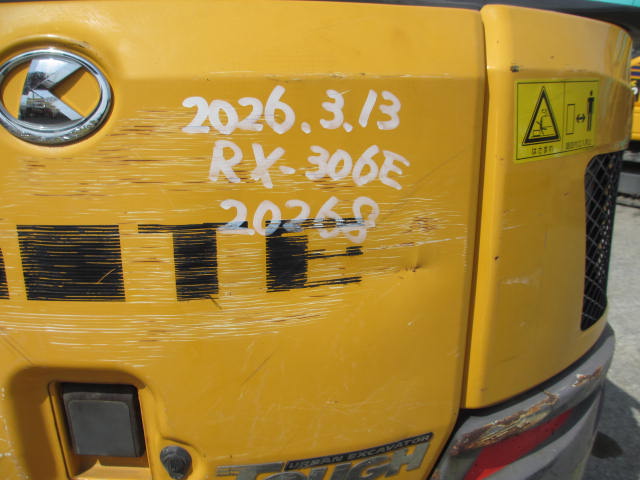 2026.3.13
RX-306E
20268
URBAN EXCAVATOR
TOUGH